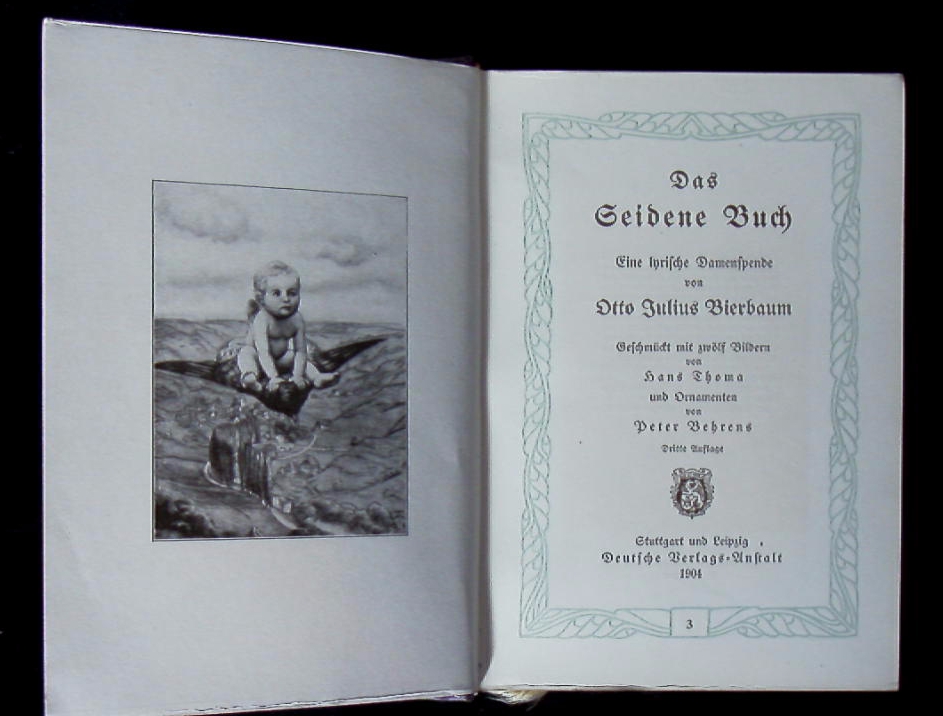 Das
Seidene Buch
Eine lyrische Damenspende
von
Otto Julius Bierbaum
Geschmückt mit zwölf Bildern
von
Hans Thoma
und Ornamenten
von
Peter Behrens
Dritte Auflage
Stuttgart und Leipzig
Deutsche Verlags-Anstalt
1904
3